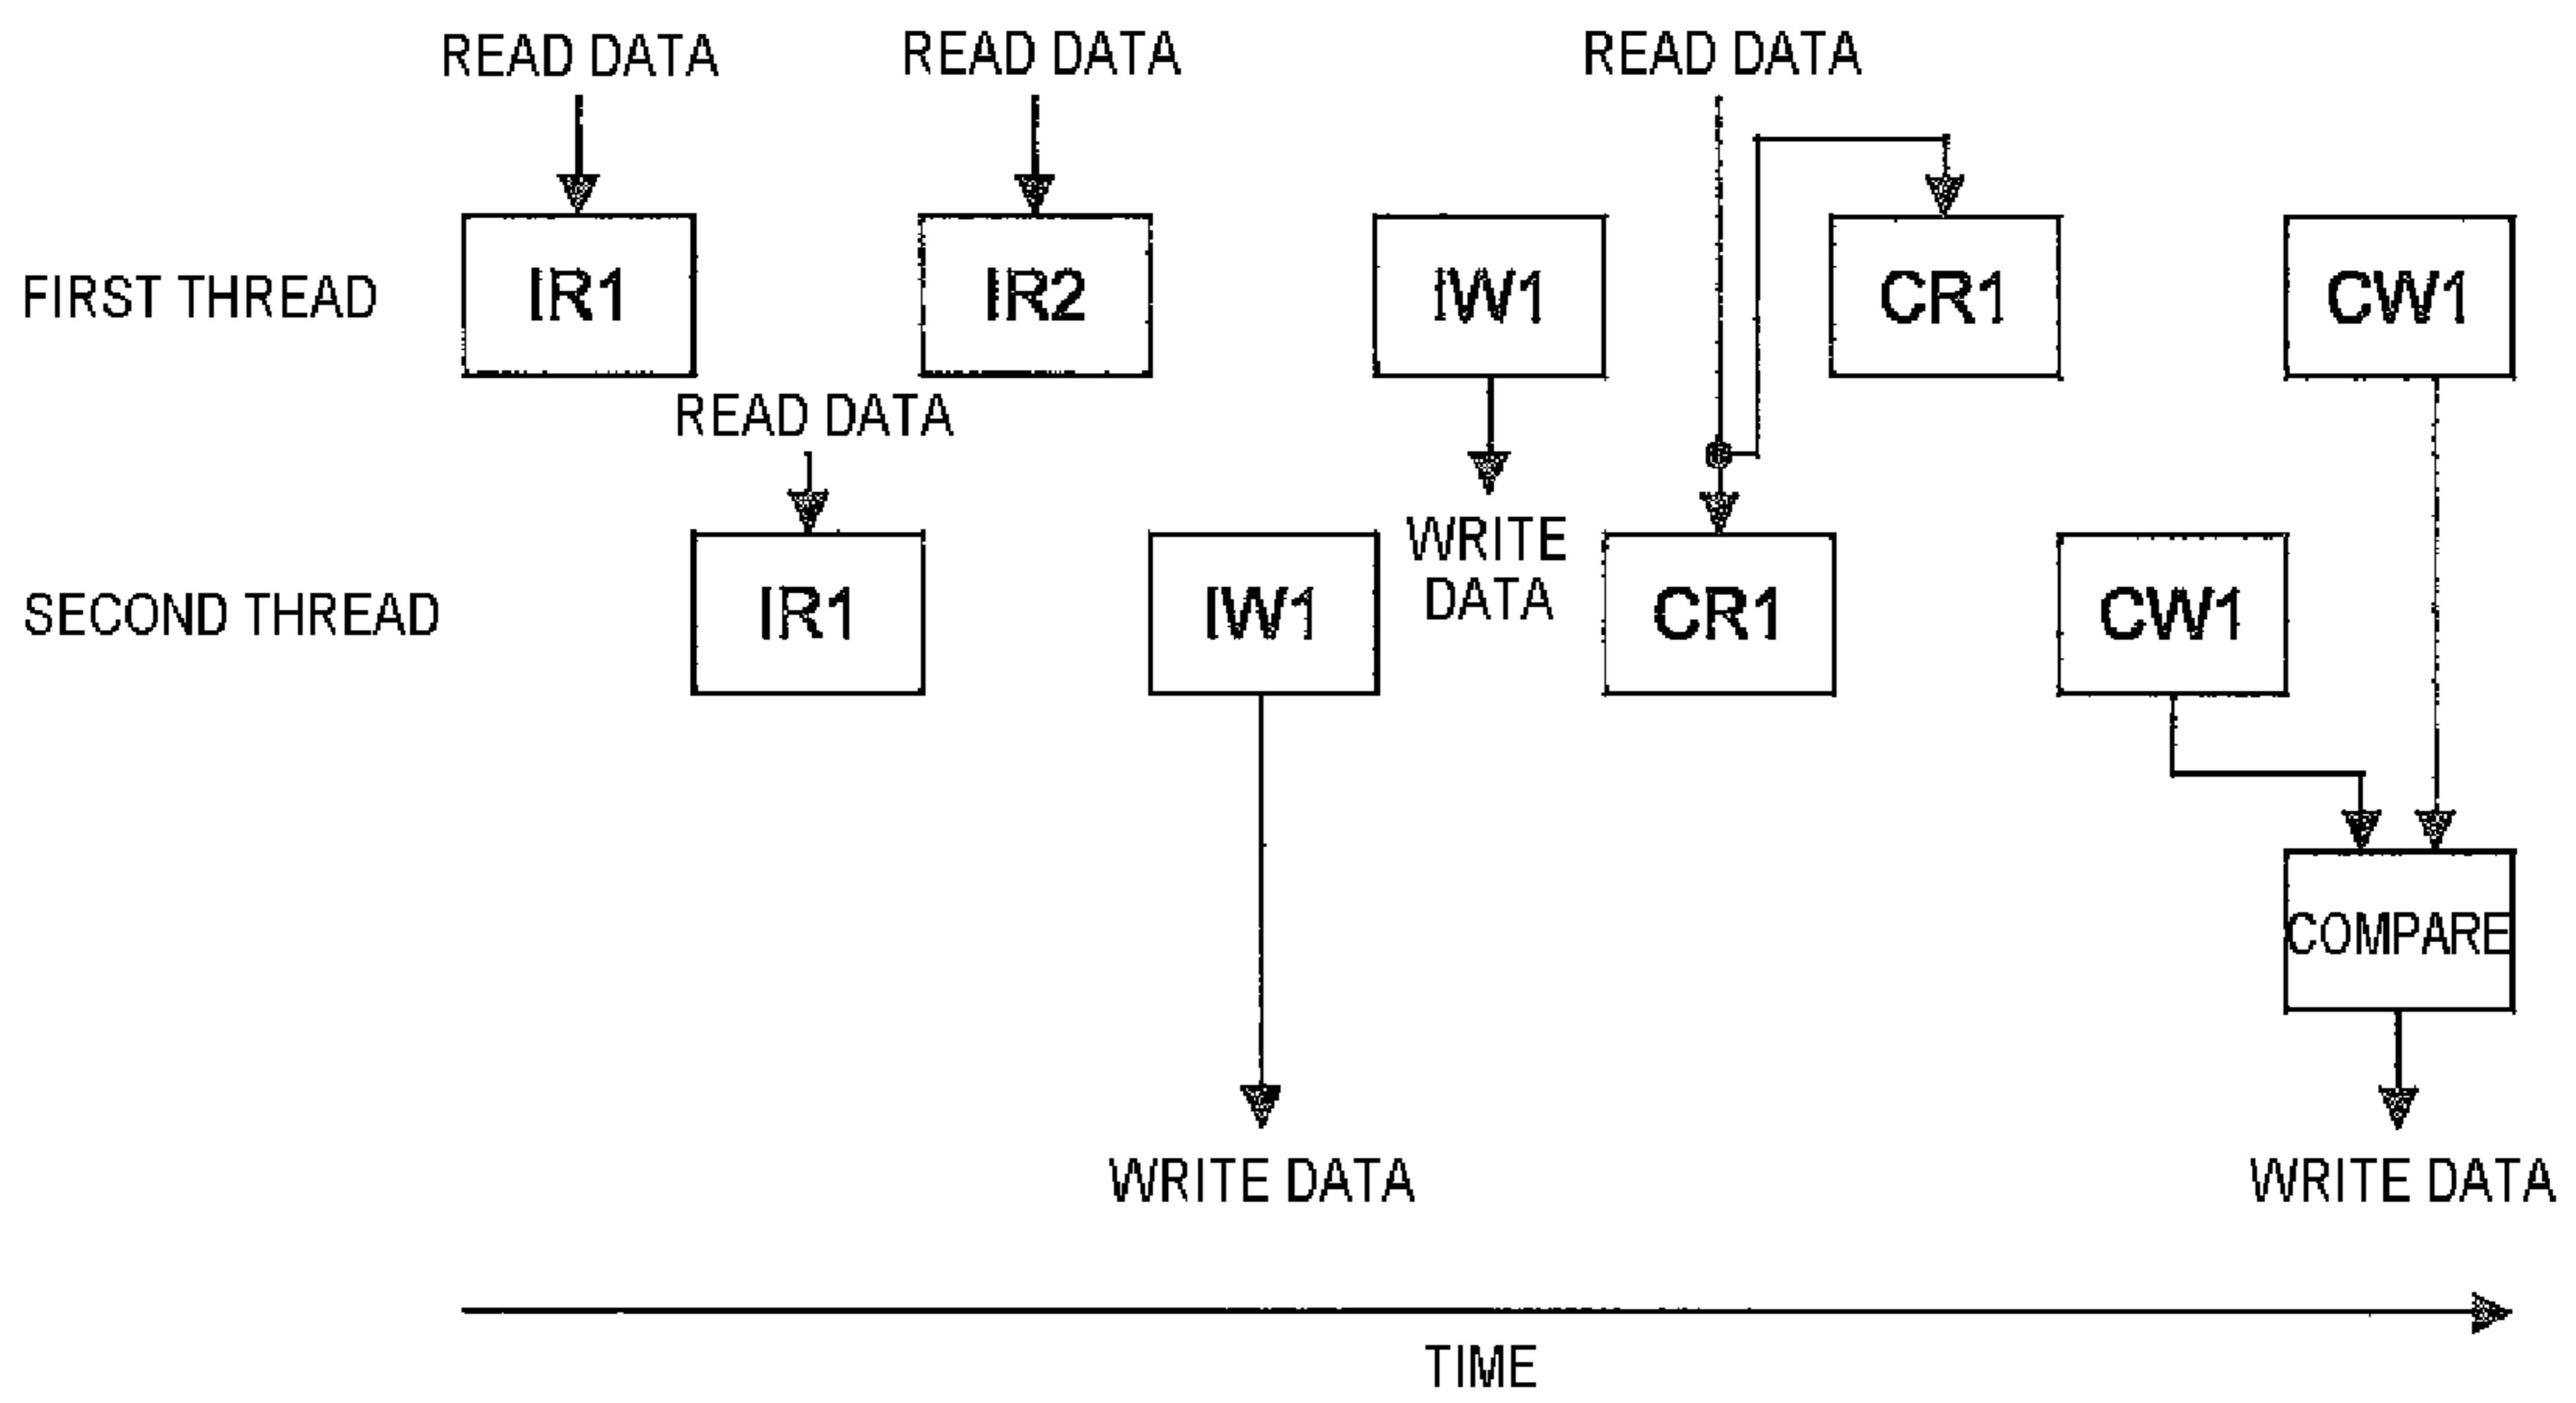 READ DATA
READ DATA
READ DATA
FIRST THREAD
IR1
IR2
IW1
CR1
CW1
READ DATA
WRITE
DATA
SECOND THREAD
IR1
IW1
CR1
CW1
COMPARE
WRITE DATA
WRITE DATA
TIME